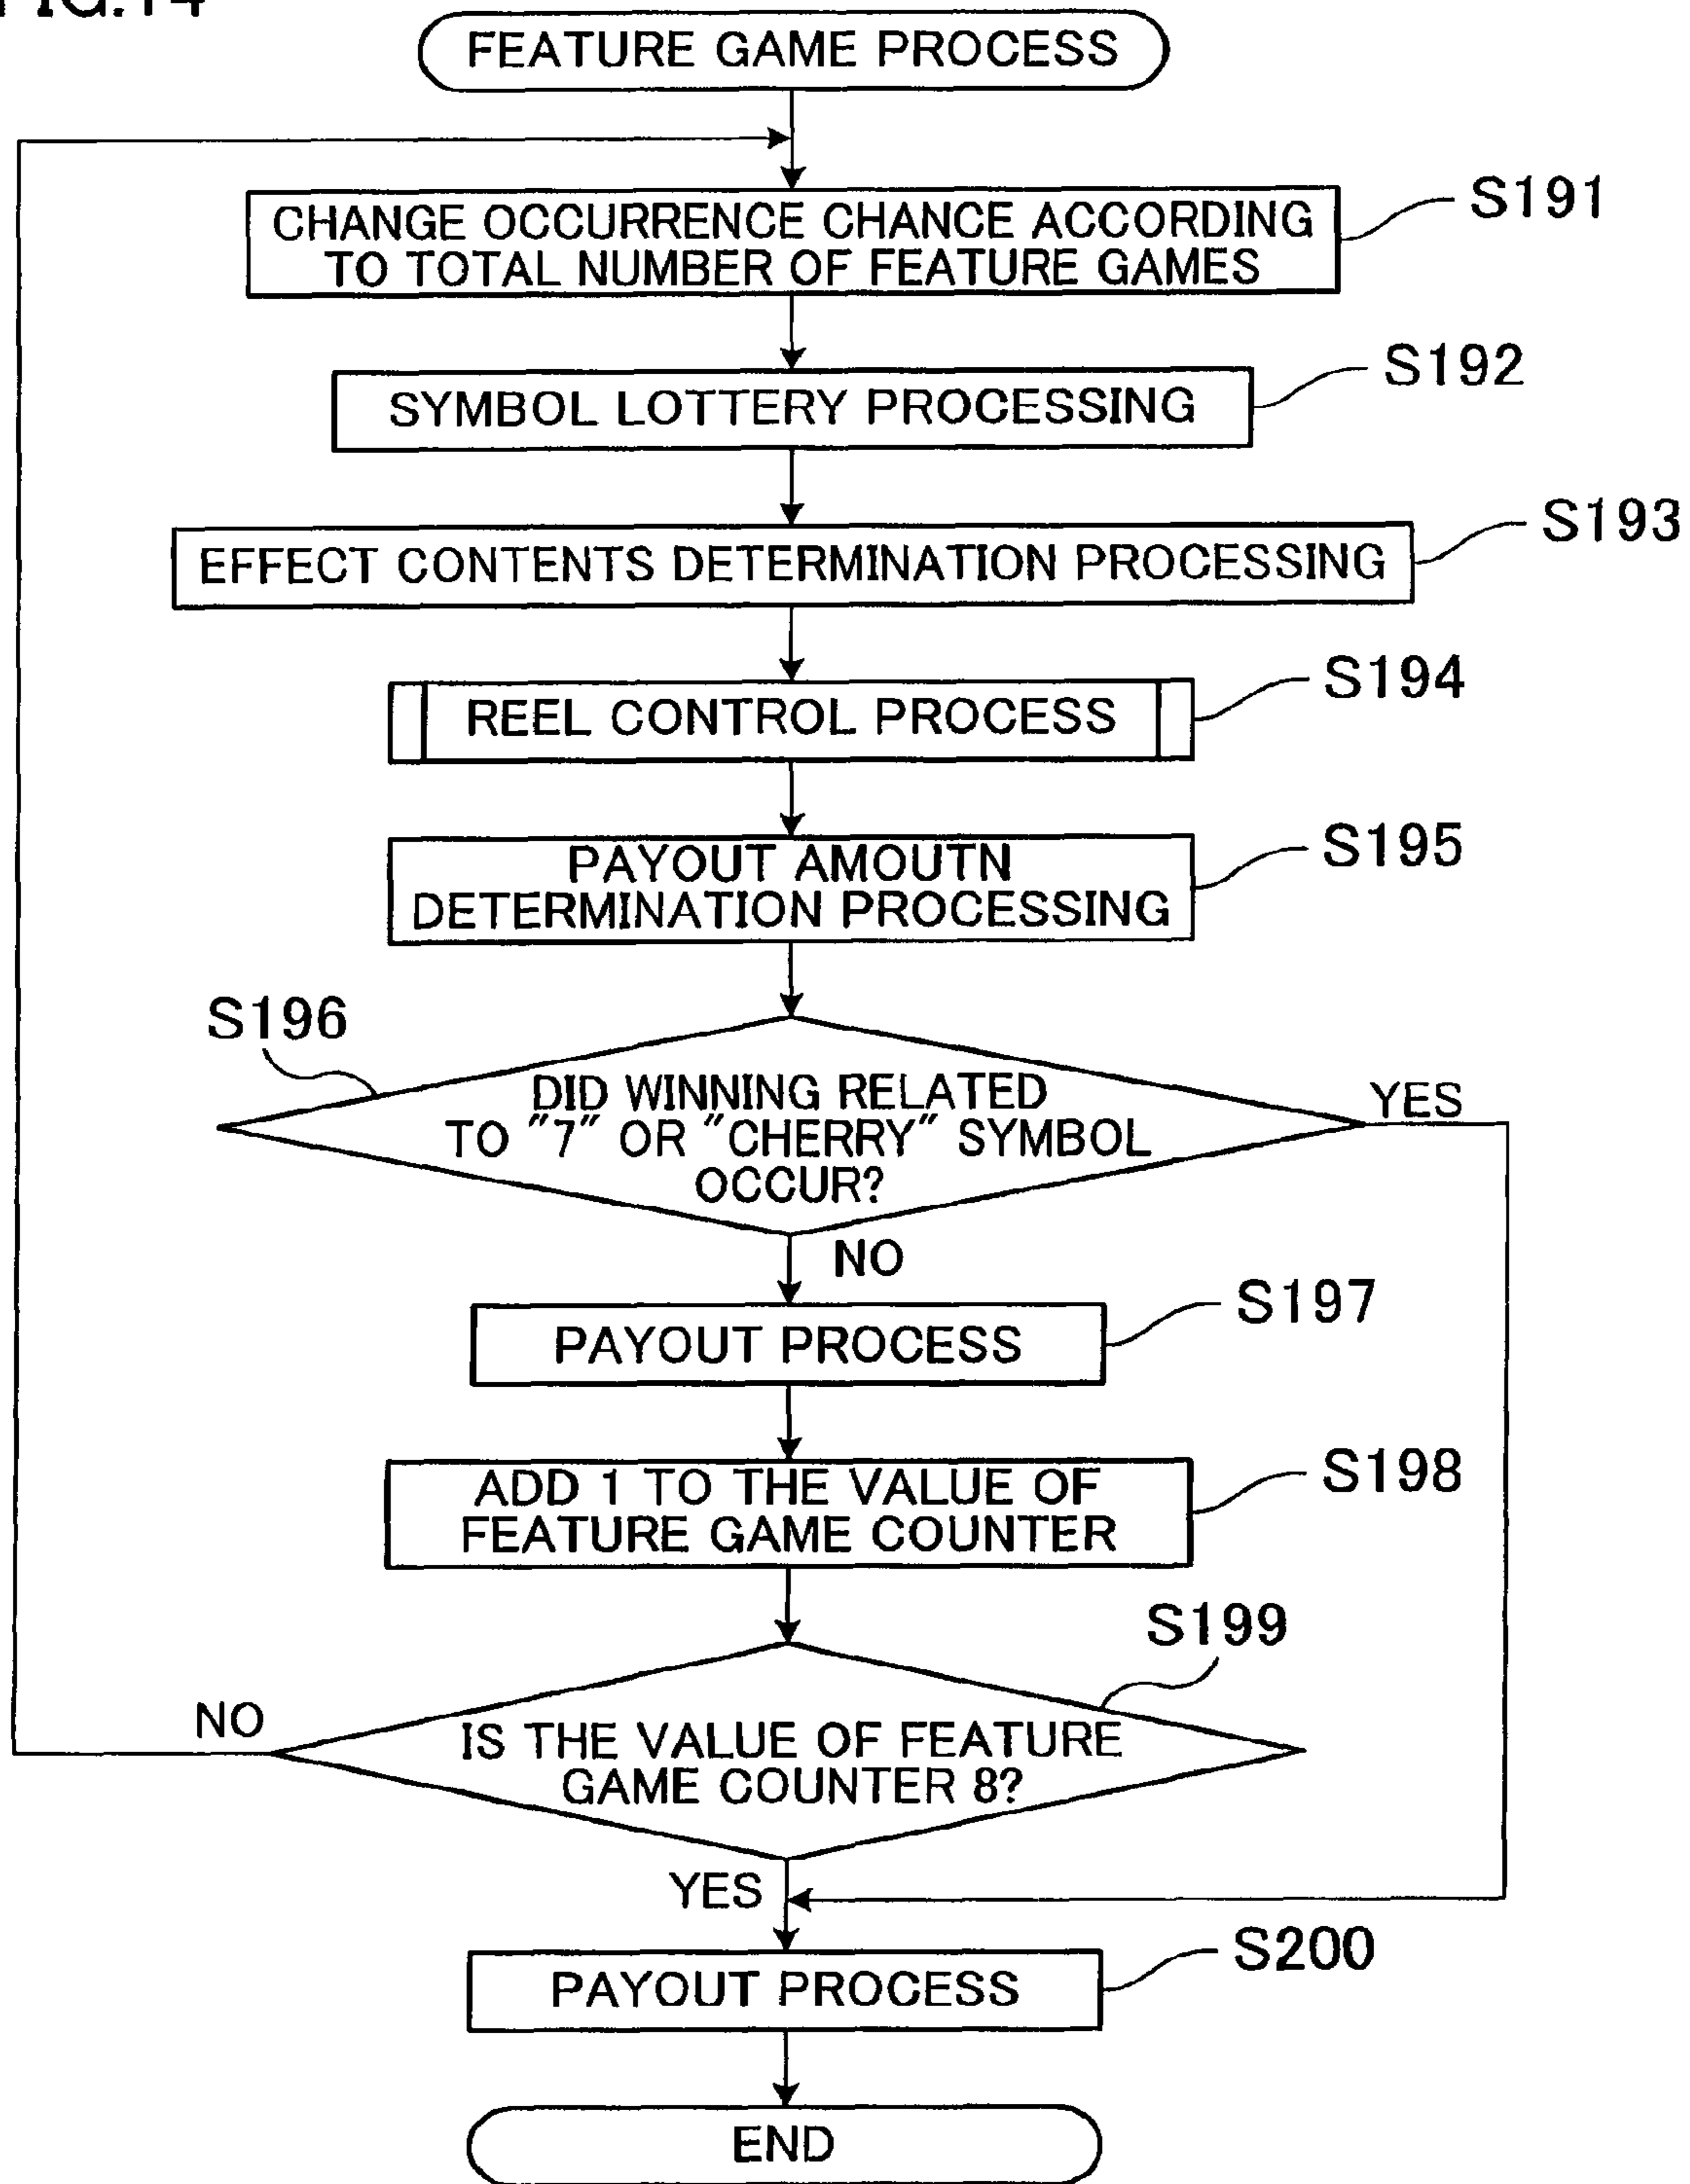 FIG.14
FEATURE GAME PROCESS
CHANGE OCCURRENCE CHANCE ACCORDING
TO TOTAL NUMBER OF FEATURE GAMES
S191
SYMBOL LOTTERY PROCESSING
S192
EFFECT CONTENTS DETERMINATION PROCESSING
S193
REEL CONTROL PROCESS
S194
PAYOUT AMOUTN
DETERMINATION PROCESSING
S195
S196
DID WINNING RELATED
TO "7" OR "CHERRY" SYMBOL
OCCUR?
YES
NO
PAYOUT PROCESS
S197
ADD 1 TO THE VALUE OF
FEATURE GAME COUNTER
S198
S199
NO
IS THE VALUE OF FEATURE
GAME COUNTER 8?
YES
PAYOUT PROCESS
S200
END